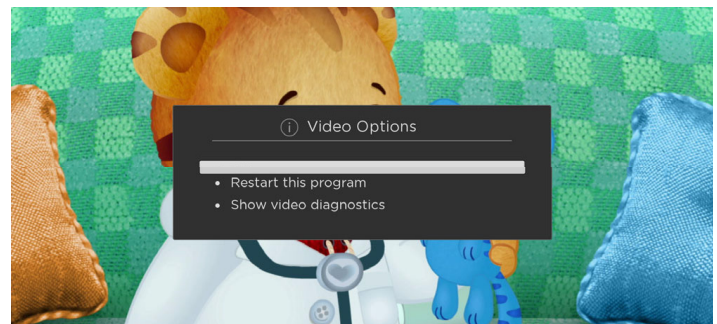 Video Options
Restart this program
Show video diagnostics